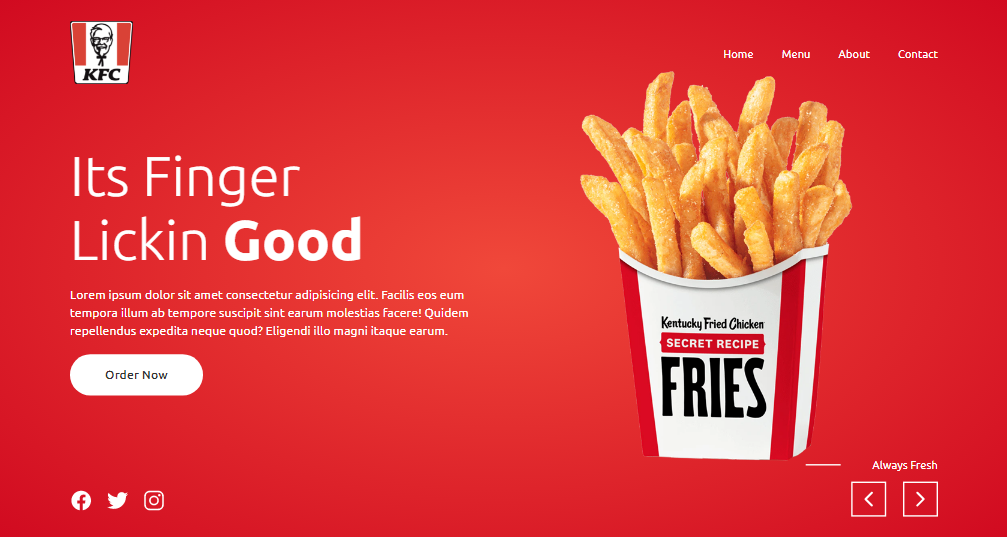 KFC
Home Menu About Contact
Its Finger
Lickin Good
Lorem ipsum dolor sit amet consectetur adipisicing elit. Facilis eos eum
tempora illum ab tempore suscipit sint earum molestias facere! Quidem
repellendus expedita neque quod? Eligendi illo magni itaque earum.
Order Now
Kentucky Fried Chicken
SECRET RECIPE
FRIES
Always Fresh